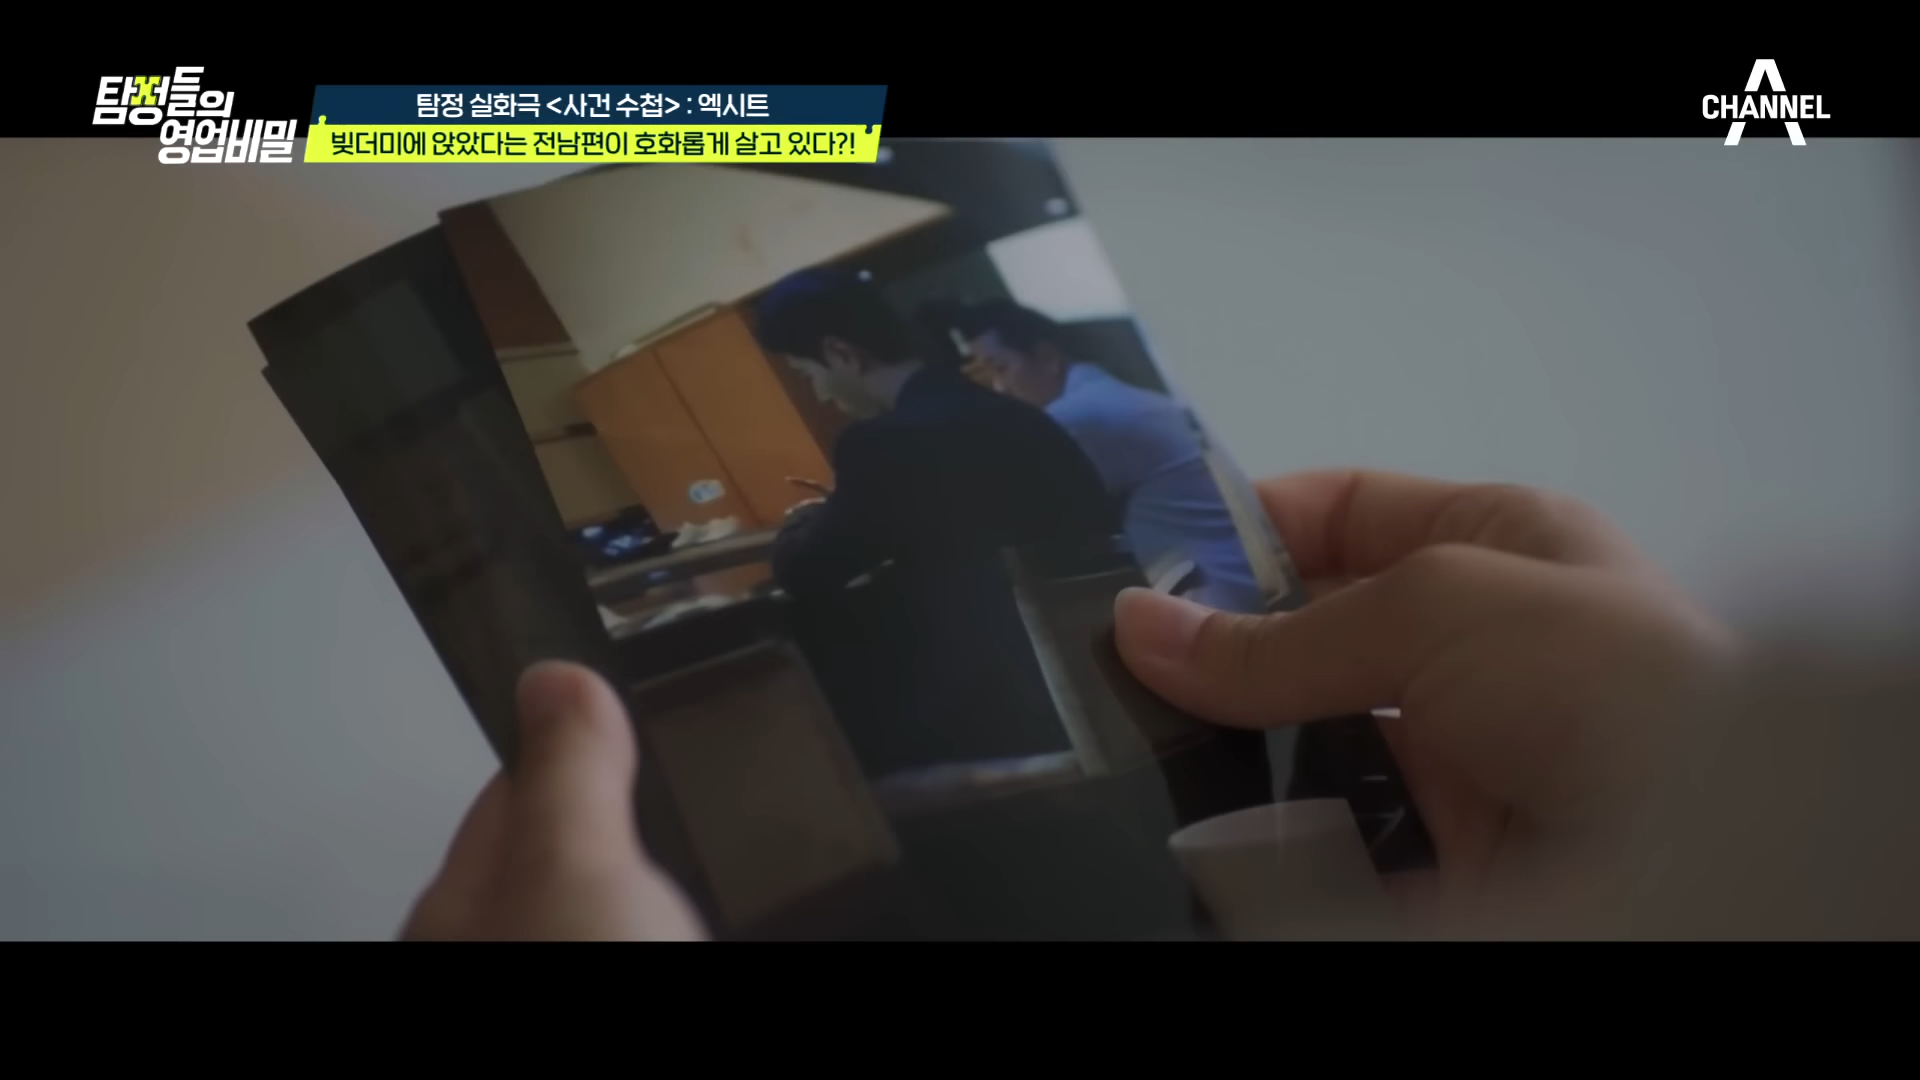 탐정들의
영업비밀
탐정 실화극 <사건 수첩> : 엑시트
빚더미에 앉았다는 전남편이 호화롭게 살고 있다?!
CHANNEL A